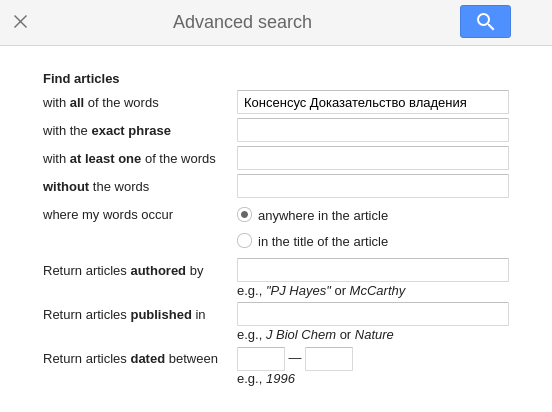 Advanced search
Find articles
with all of the words Консенсус Доказательство владения
with the exact phrase
with at least one of the words
without the words
where my words occur anywhere in the article
in the title of the article
Return articles authored by
e.g., "PJ Hayes" or McCarthy
Return articles published in
e.g., J Biol Chem or Nature
Return articles dated between —
e.g., 1996